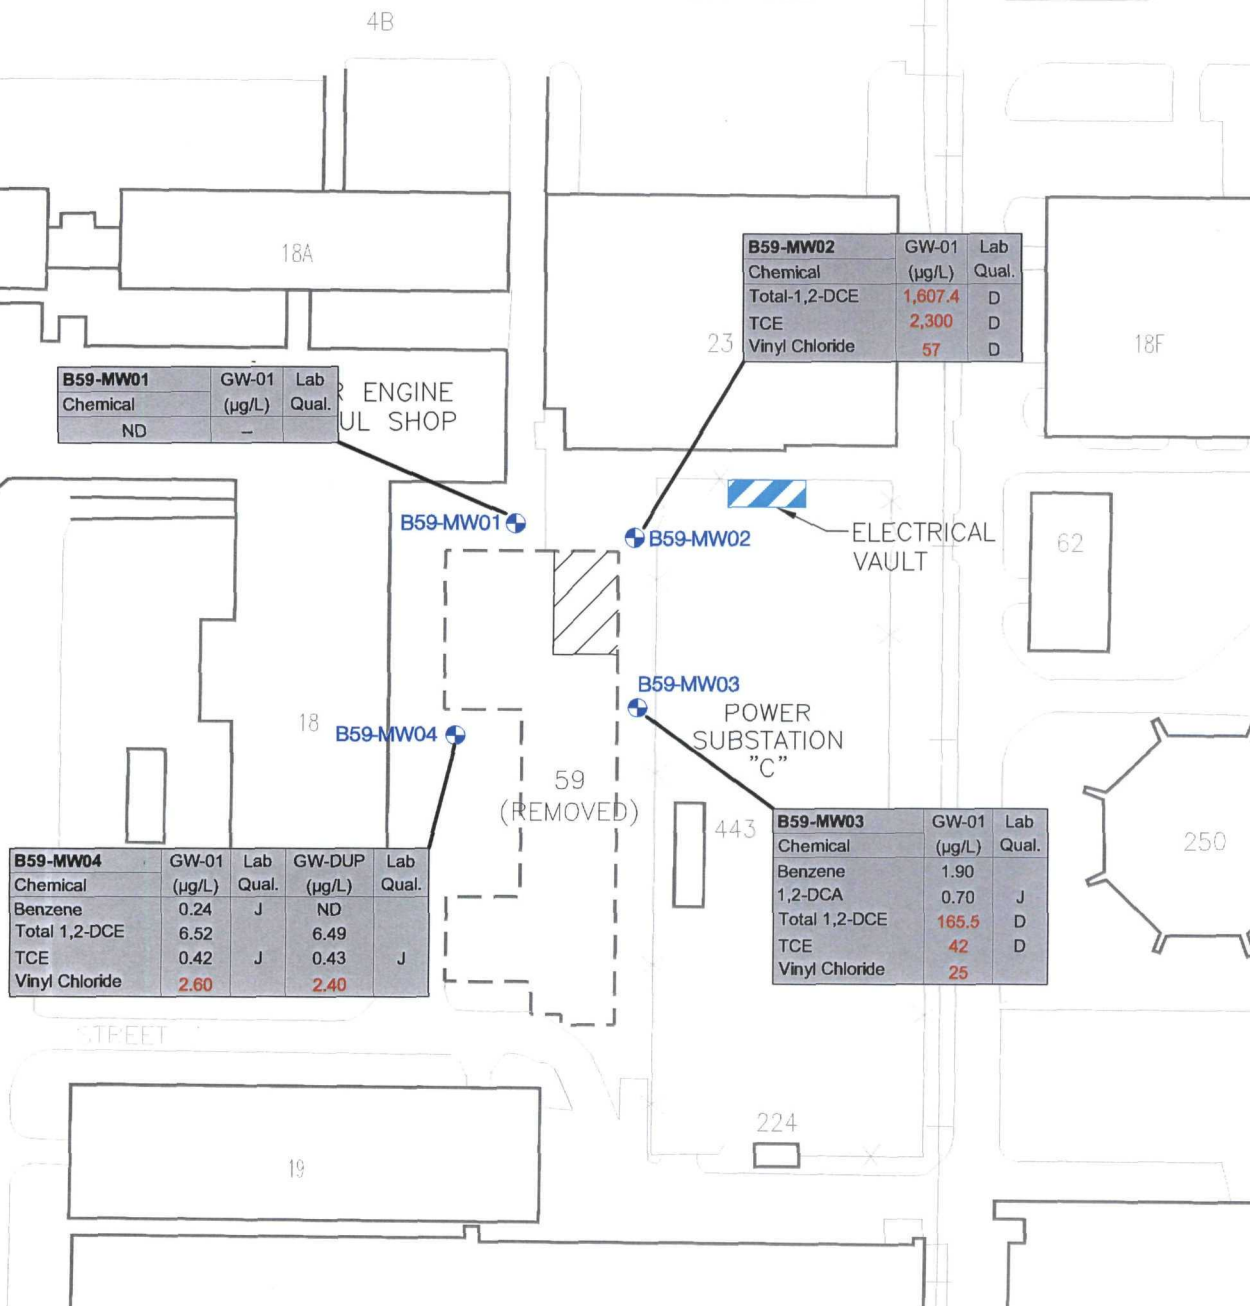 4B
18A
B59-MW02 GW-01 Lab
Chemical (µg/L) Qual.
Total-1,2-DCE 1,607.4 D
TCE 2,300 D
Vinyl Chloride 57 D
23
18F
B59-MW01 GW-01 Lab
Chemical (µg/L) Qual.
ND –
R ENGINE
UL SHOP
B59-MW01
B59-MW02
ELECTRICAL
VAULT
62
B59-MW03
18
B59-MW04
POWER
SUBSTATION
"C"
59
(REMOVED)
443
250
B59-MW03 GW-01 Lab
Chemical (µg/L) Qual.
Benzene 1.90
1,2-DCA 0.70 J
Total 1,2-DCE 165.5 D
TCE 42 D
Vinyl Chloride 25
B59-MW04 GW-01 Lab GW-DUP Lab
Chemical (µg/L) Qual. (µg/L) Qual.
Benzene 0.24 J ND
Total 1,2-DCE 6.52 6.49
TCE 0.42 J 0.43 J
Vinyl Chloride 2.60 2.40
STREET
224
19